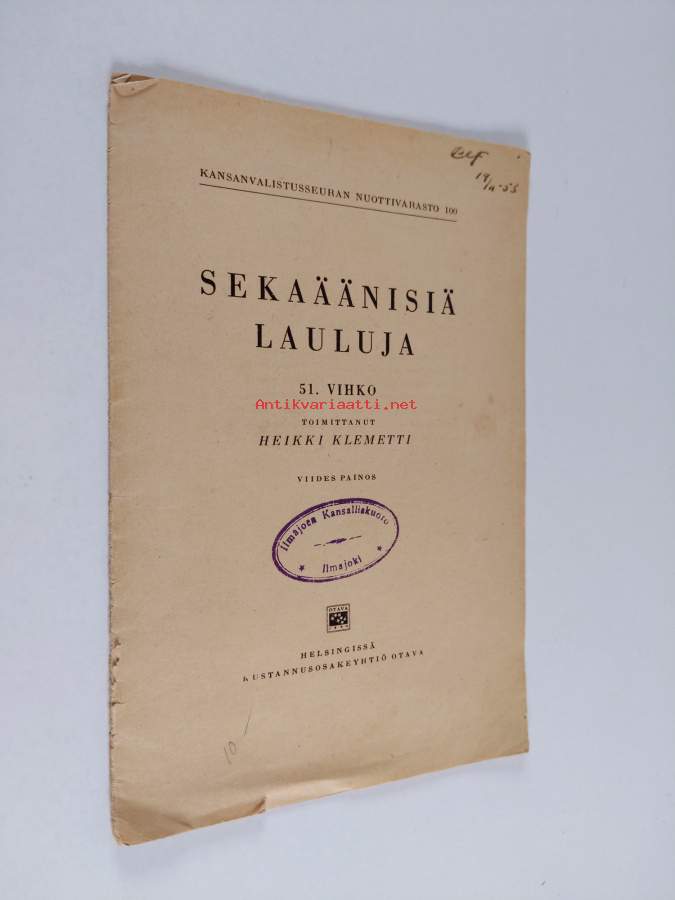 19/4-55
KANSANVALISTUSSEURAN NUOTTIVARASTO 100
SEKAÄÄNISIÄ
LAULUJA
51. VIHKO
Antikvariaatti.net
TOIMITTANUT
HEIKKI KLEMETTI
VIIDES PAINOS
Ilmajoen Kansalliskuoro
* Ilmajoki *
OTAVA
HELSINGISSÄ
KUSTANNUSOSAKEYHTIÖ OTAVA
10-